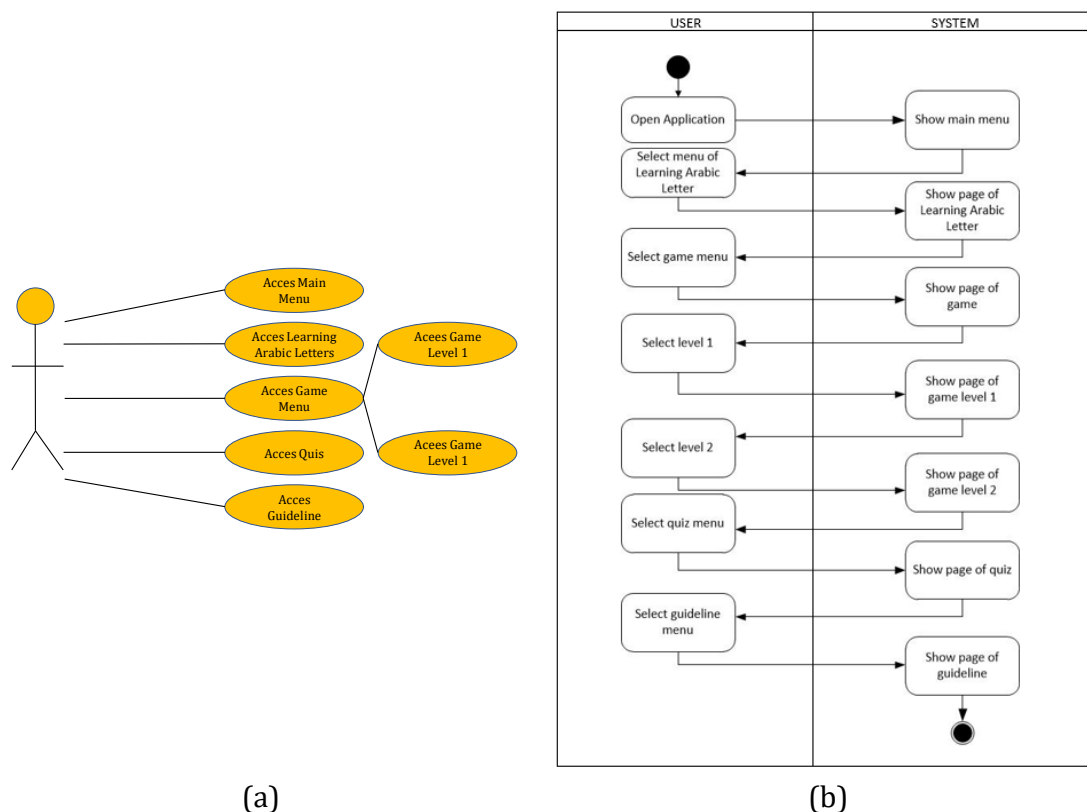 Acces Main
Menu
Acces Learning
Arabic Letters
Acees Game
Level 1
Acces Game
Menu
Acces Quis
Acees Game
Level 1
Acces
Guideline
(a)
USER
SYSTEM
Open Application
Show main menu
Select menu of
Learning Arabic
Letter
Show page of
Learning Arabic
Letter
Select game menu
Show page of
game
Select level 1
Show page of
game level 1
Select level 2
Show page of
game level 2
Select quiz menu
Show page of quiz
Select guideline
menu
Show page of
guideline
(b)